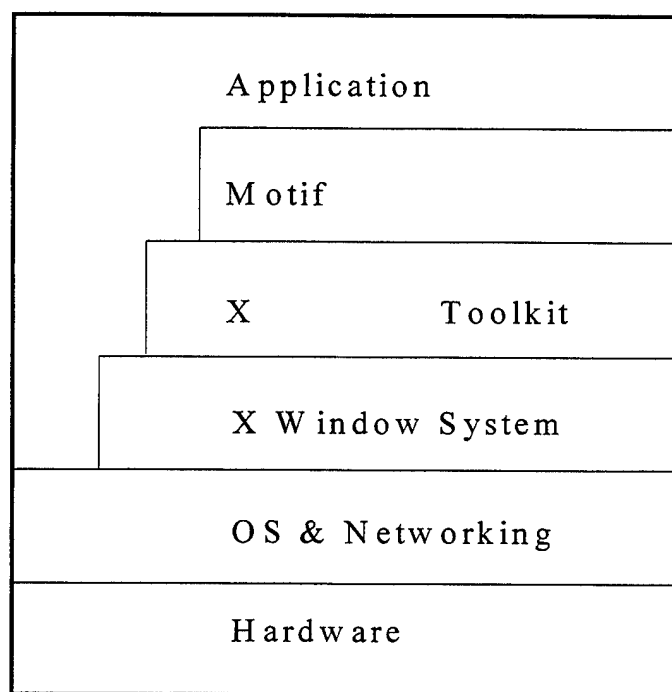 Application
Motif
X Toolkit
X Window System
OS & Networking
Hardware